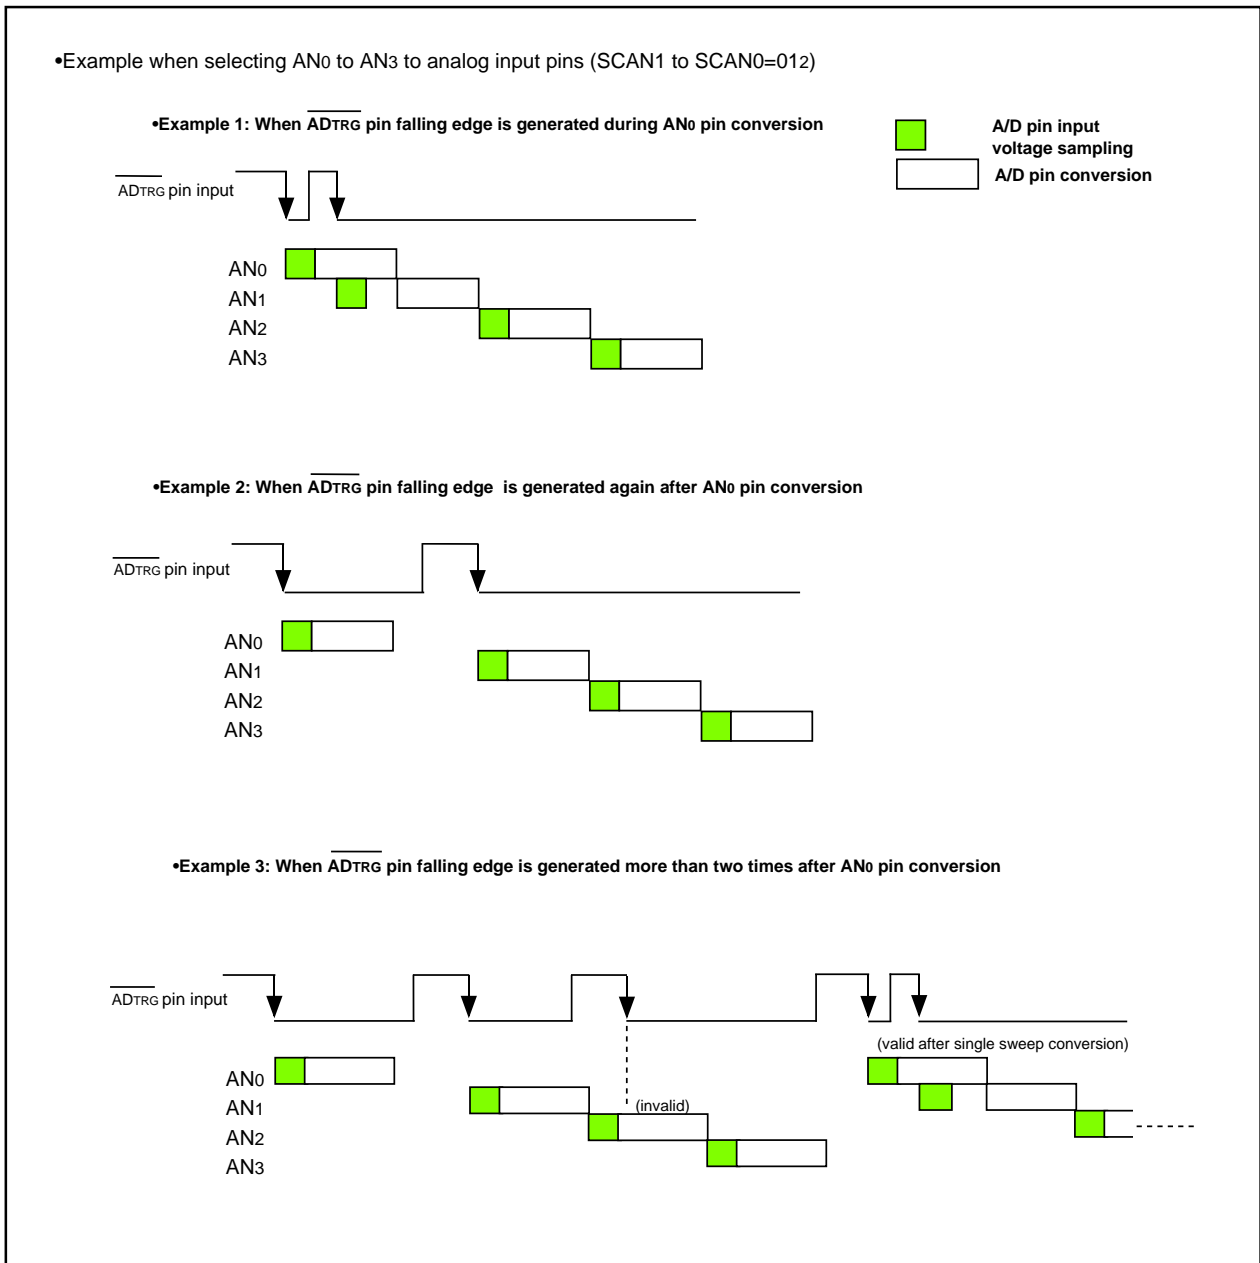 •Example when selecting AN0 to AN3 to analog input pins (SCAN1 to SCAN0=012)
•Example 1: When ADTRG pin falling edge is generated during AN0 pin conversion
A/D pin input
voltage sampling
A/D pin conversion
ADTRG pin input
AN0
AN1
AN2
AN3
•Example 2: When ADTRG pin falling edge is generated again after AN0 pin conversion
ADTRG pin input
AN0
AN1
AN2
AN3
•Example 3: When ADTRG pin falling edge is generated more than two times after AN0 pin conversion
ADTRG pin input
(valid after single sweep conversion)
AN0
AN1
(invalid)
AN2
AN3